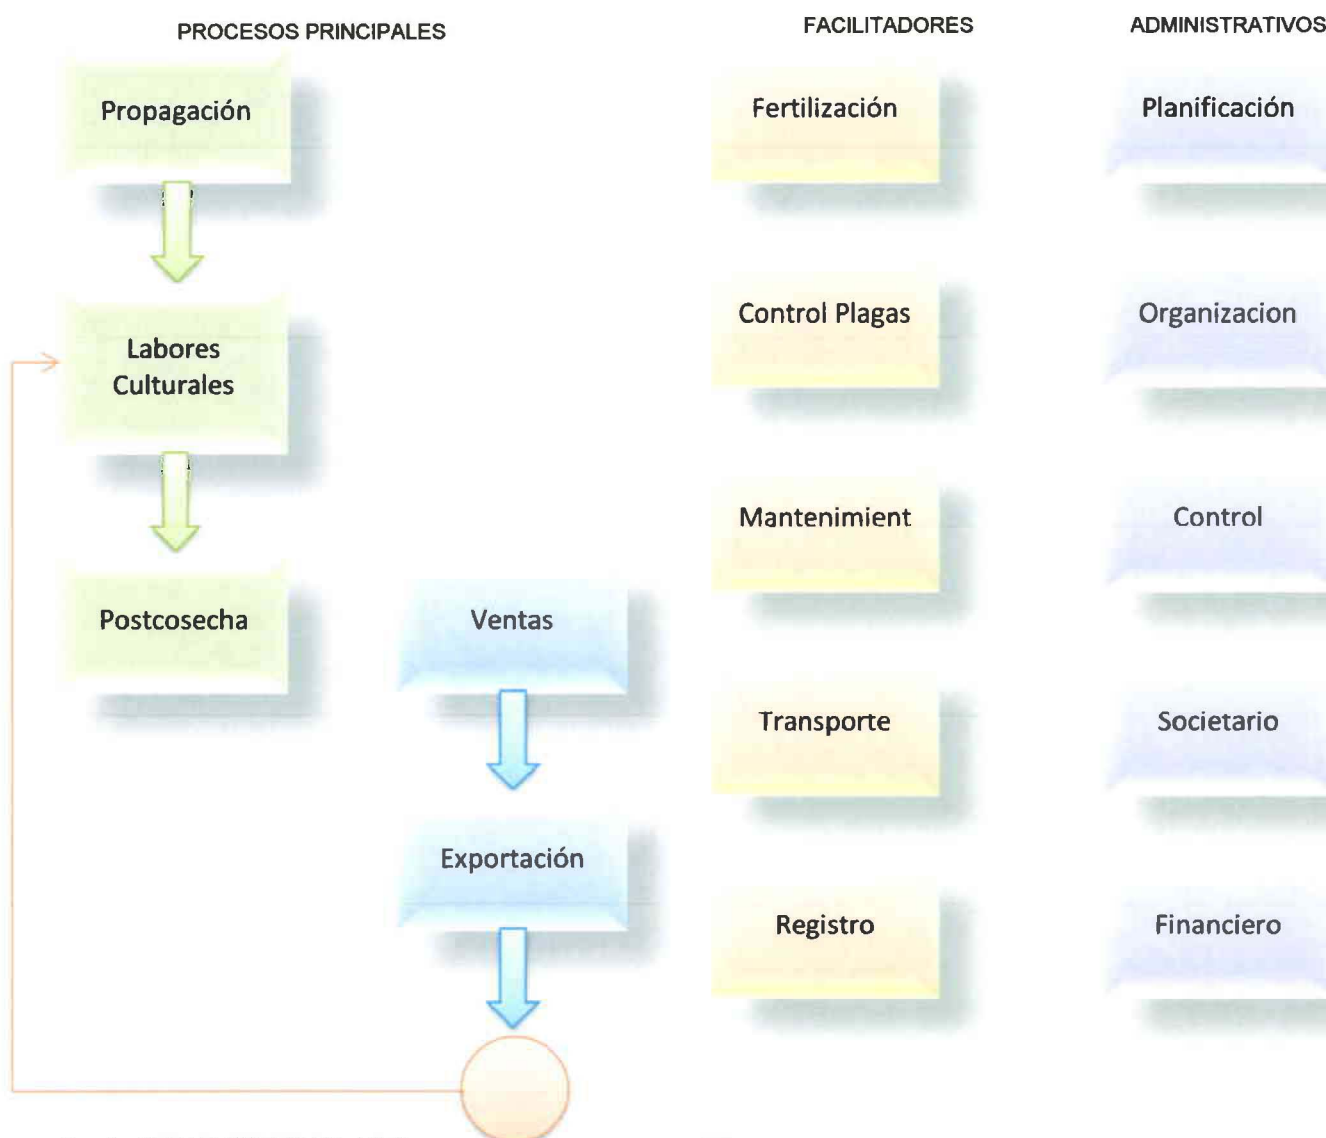 PROCESOS PRINCIPALES
FACILITADORES
ADMINISTRATIVOS
Propagación
Labores
Culturales
Postcosecha
Ventas
Exportación
Fertilización
Control Plagas
Mantenimient
Transporte
Registro
Planificación
Organizacion
Control
Societario
Financiero